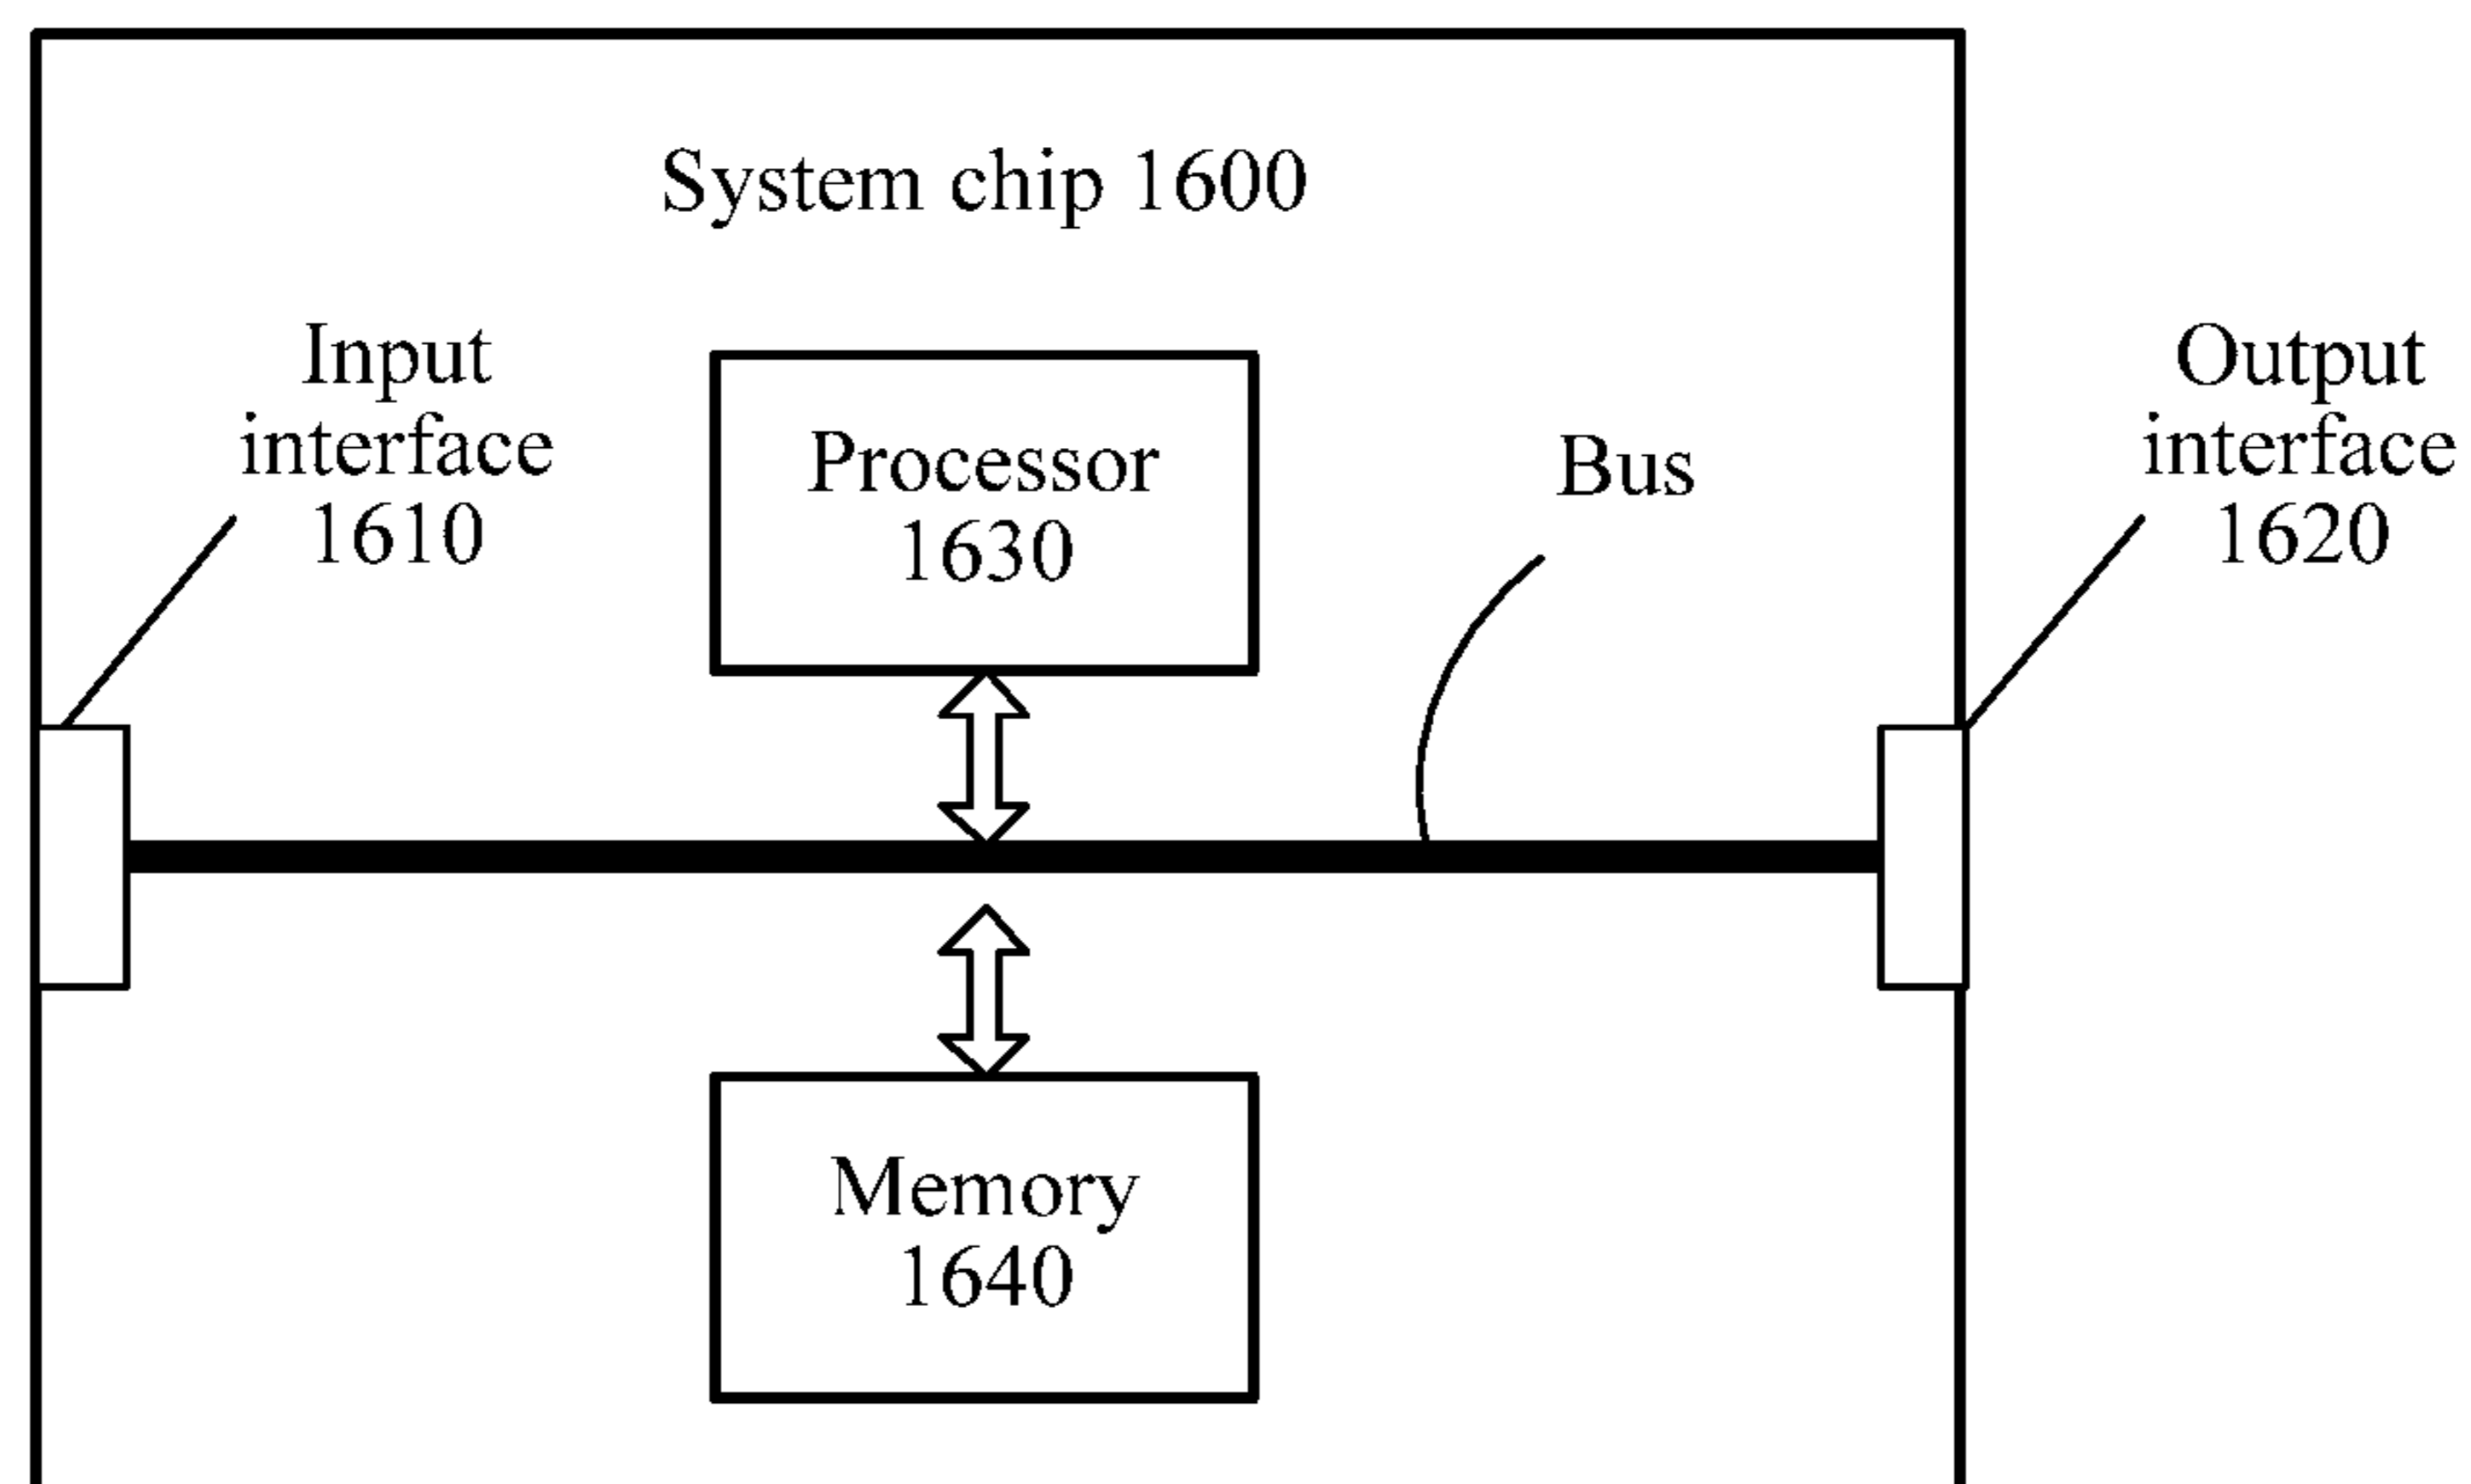 System chip 1600
Input
interface
1610
Processor
1630
Bus
Output
interface
1620
Memory
1640